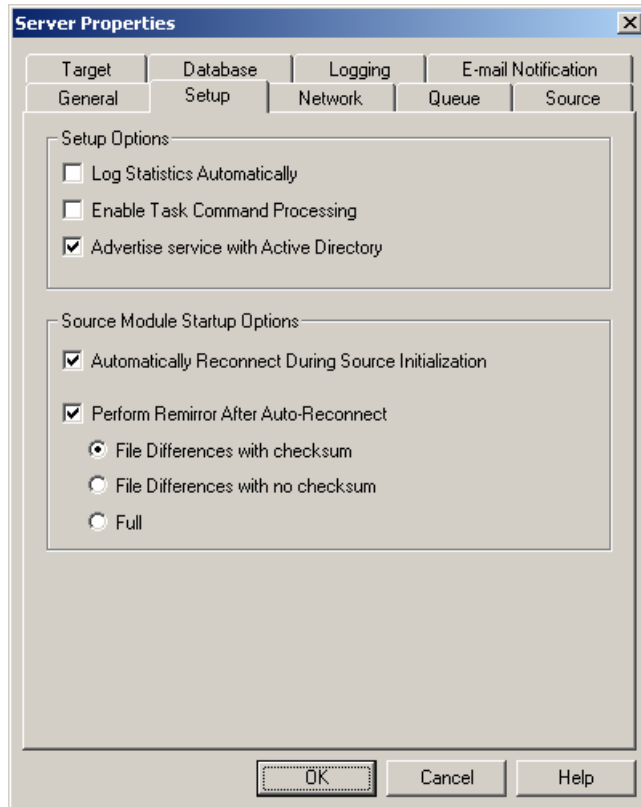 Server Properties
Target Database Logging E-mail Notification
General Setup Network Queue Source
Setup Options
Log Statistics Automatically
Enable Task Command Processing
Advertise service with Active Directory
Source Module Startup Options
Automatically Reconnect During Source Initialization
Perform Remirror After Auto-Reconnect
File Differences with checksum
File Differences with no checksum
Full
OK Cancel Help